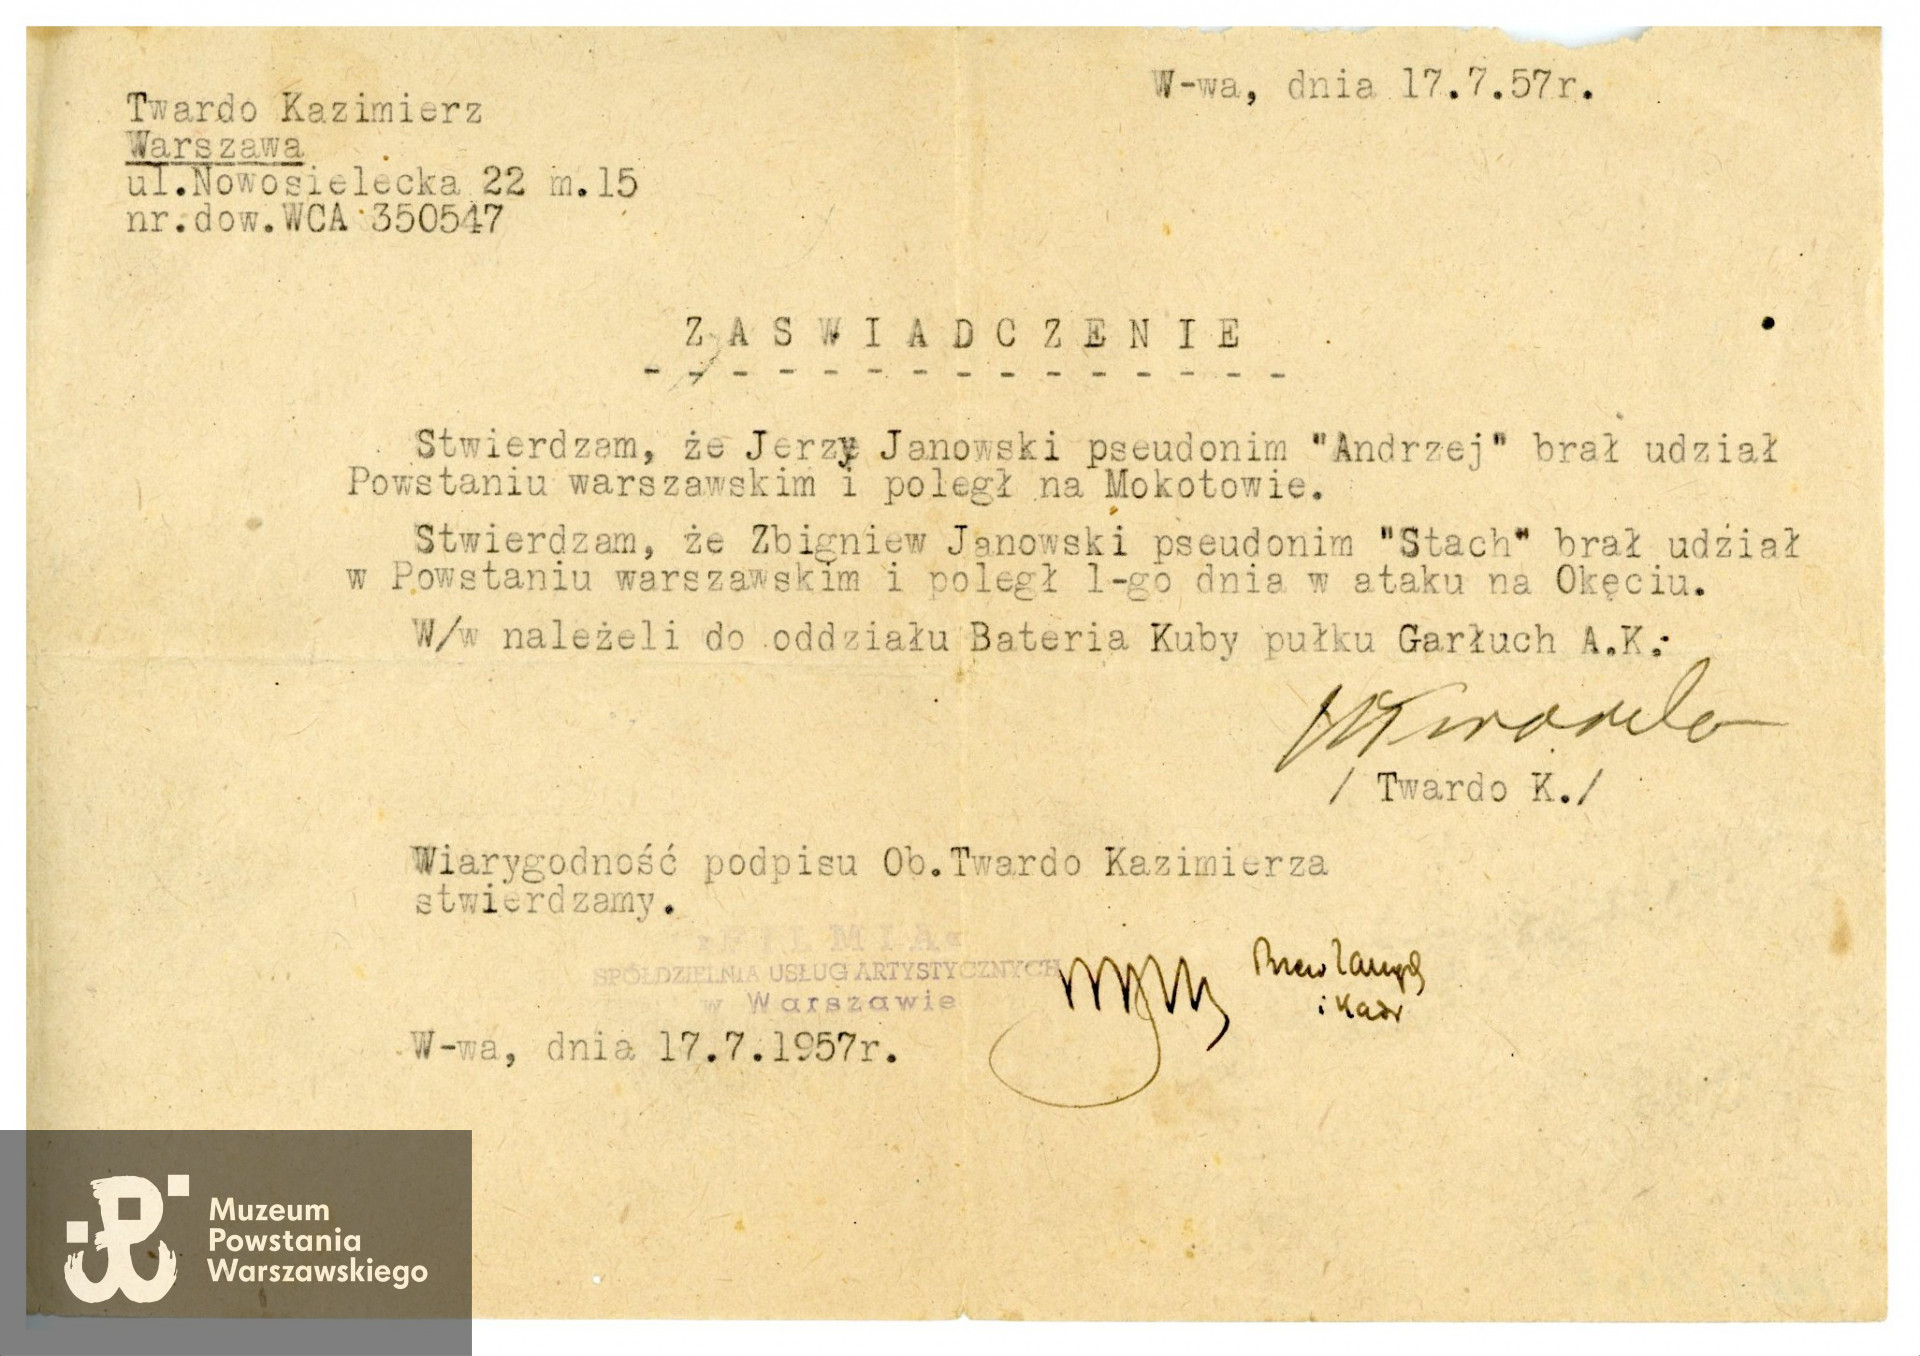 W-wa, dnia 17.7.57r.
Twardo Kazimierz
Warszawa
ul.Nowosielecka 22 m.15
nr.dow.WCA 350547
ZASWIADCZENIE
- - - - - - - - - - - - - - -
Stwierdzam, że Jerzy Janowski pseudonim "Andrzej" brał udział
Powstaniu warszawskim i poległ na Mokotowie.
Stwierdzam, że Zbigniew Janowski pseudonim "Stach" brał udział
w Powstaniu warszawskim i poległ 1-go dnia w ataku na Okęciu.
W/w należeli do oddziału Bateria Kuby pułku Garłuch A.K.
KTwardo
/ Twardo K./
Wiarygodność podpisu Ob.Twardo Kazimierza
stwierdzamy.
"FILMIA"
SPÓŁDZIELNIA USŁUG ARTYSTYCZNYCH
w Warszawie
i Kadr
W-wa, dnia 17.7.1957r.
Muzeum
Powstania
Warszawskiego